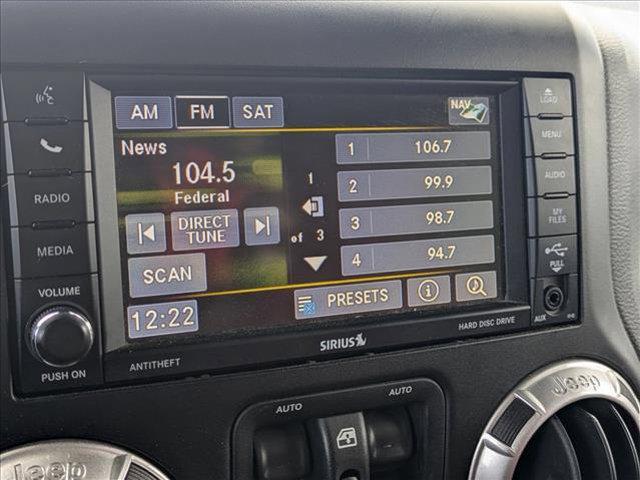 AM FM SAT NAV
News
104.5
Federal
DIRECT
TUNE
SCAN
12:22
1
of 3
1 106.7
2 99.9
3 98.7
4 94.7
PRESETS
i
RADIO
MEDIA
VOLUME
PUSH ON
ANTITHEFT
SIRIUS
HARD DISC DRIVE
LOAD
MENU
AUDIO
MY
FILES
PULL
AUX
AUTO
AUTO
Jeep
Jeep